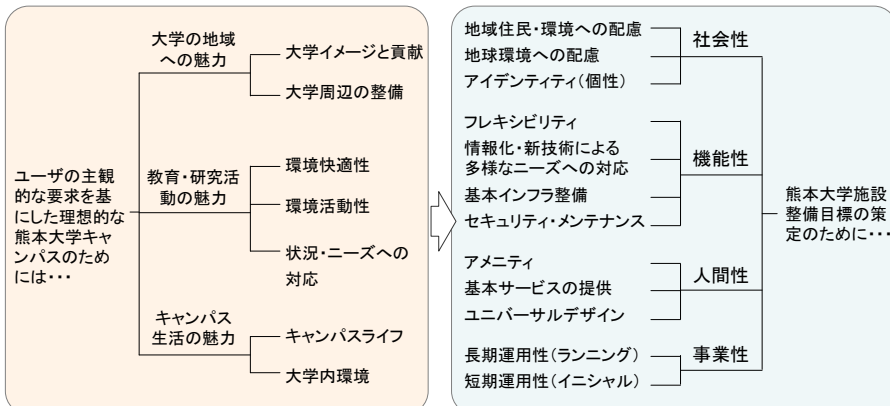 ユーザの主観
的な要求を基
にした理想的な
熊本大学キャ
ンパスのため
には・・・
大学の地域
への魅力
大学イメージと貢献
大学周辺の整備
教育・研究活
動の魅力
環境快適性
環境活動性
状況・ニーズへの
対応
キャンパス
生活の魅力
キャンパスライフ
大学内環境
地域住民・環境への配慮
地球環境への配慮
アイデンティティ(個性)
社会性
フレキシビリティ
情報化・新技術による
多様なニーズへの対応
基本インフラ整備
セキュリティ・メンテナンス
機能性
アメニティ
基本サービスの提供
ユニバーサルデザイン
人間性
長期運用性(ランニング)
短期運用性(イニシャル)
事業性
熊本大学施設
整備目標の策
定のために・・・